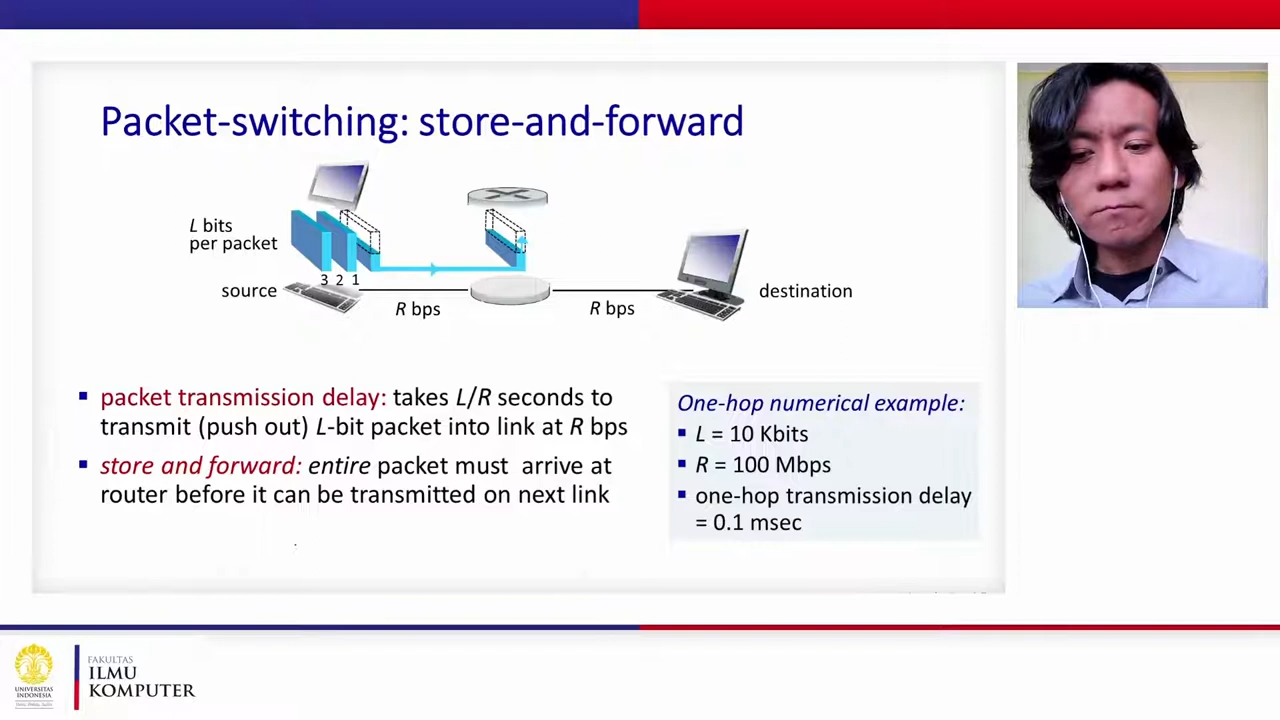 Packet-switching: store-and-forward
L bits
per packet
3 2 1
source
R bps
R bps
destination
▪ packet transmission delay: takes L/R seconds to
transmit (push out) L-bit packet into link at R bps
▪ store and forward: entire packet must arrive at
router before it can be transmitted on next link
One-hop numerical example:
▪ L = 10 Kbits
▪ R = 100 Mbps
▪ one-hop transmission delay
= 0.1 msec
UNIVERSITAS
INDONESIA
FAKULTAS
ILMU
KOMPUTER